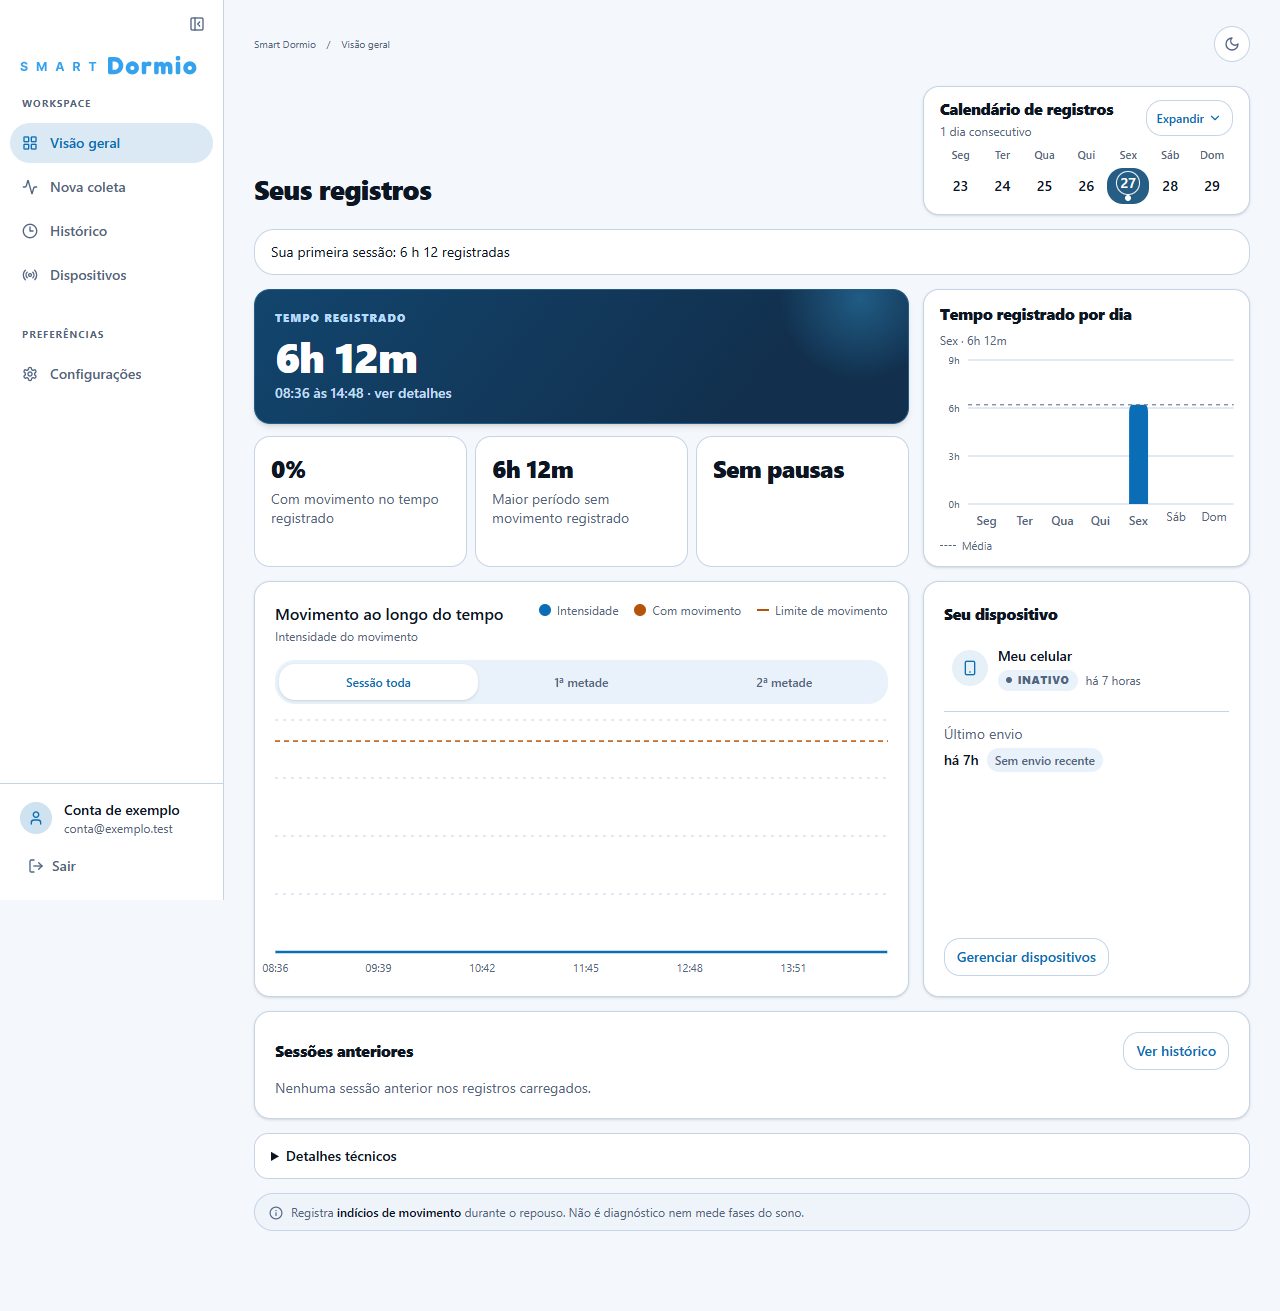 SMART Dormio
WORKSPACE
Visão geral
Nova coleta
Histórico
Dispositivos
PREFERÊNCIAS
Configurações
Conta de exemplo
conta@exemplo.test
Sair
Smart Dormio / Visão geral
Seus registros
Calendário de registros
1 dia consecutivo
Expandir
Seg Ter Qua Qui Sex Sáb Dom
23 24 25 26 27 28 29
Sua primeira sessão: 6 h 12 registradas
TEMPO REGISTRADO
6h 12m
08:36 às 14:48 · ver detalhes
0%
Com movimento no tempo
registrado
6h 12m
Maior período sem
movimento registrado
Sem pausas
Tempo registrado por dia
Sex · 6h 12m
9h
6h
3h
0h
Seg Ter Qua Qui Sex Sáb Dom
Média
Movimento ao longo do tempo
Intensidade do movimento
Intensidade Com movimento Limite de movimento
Sessão toda 1ª metade 2ª metade
08:36 09:39 10:42 11:45 12:48 13:51
Seu dispositivo
Meu celular
INATIVO há 7 horas
Último envio
há 7h Sem envio recente
Gerenciar dispositivos
Sessões anteriores
Ver histórico
Nenhuma sessão anterior nos registros carregados.
Detalhes técnicos
Registra indícios de movimento durante o repouso. Não é diagnóstico nem mede fases do sono.